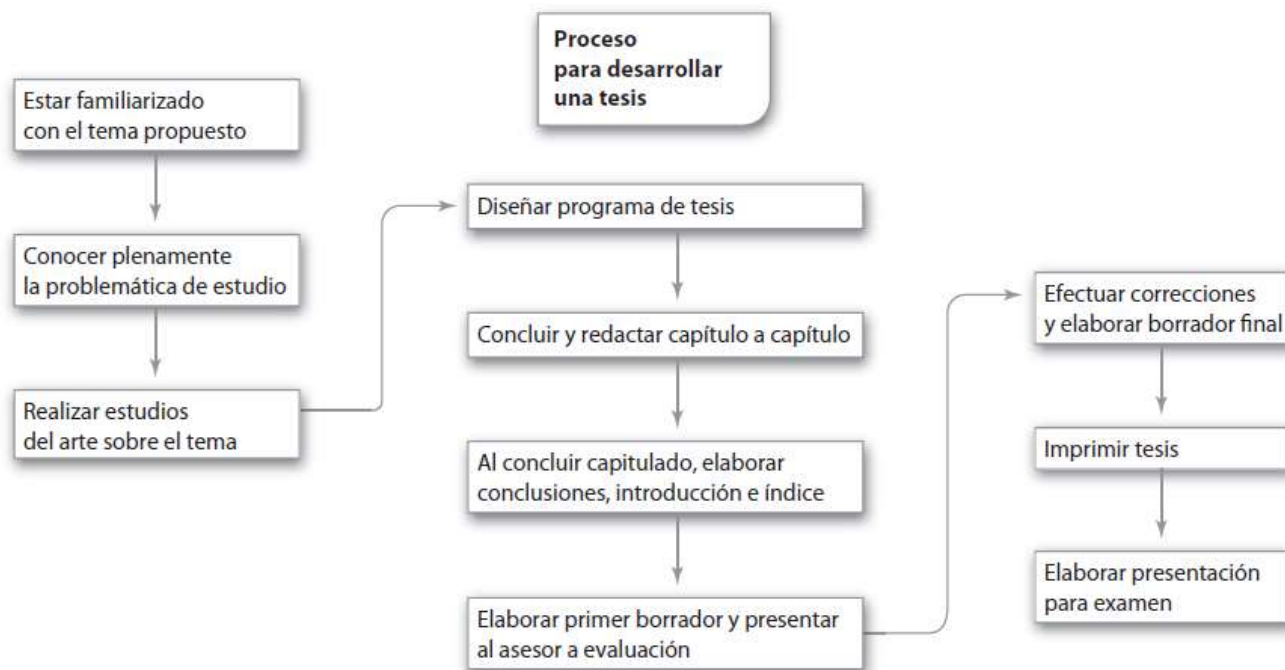 Proceso
para desarrollar
una tesis
Estar familiarizado
con el tema propuesto
Conocer plenamente
la problemática de estudio
Realizar estudios
del arte sobre el tema
Diseñar programa de tesis
Concluir y redactar capítulo a capítulo
Al concluir capitulado, elaborar
conclusiones, introducción e índice
Elaborar primer borrador y presentar
al asesor a evaluación
Efectuar correcciones
y elaborar borrador final
Imprimir tesis
Elaborar presentación
para examen